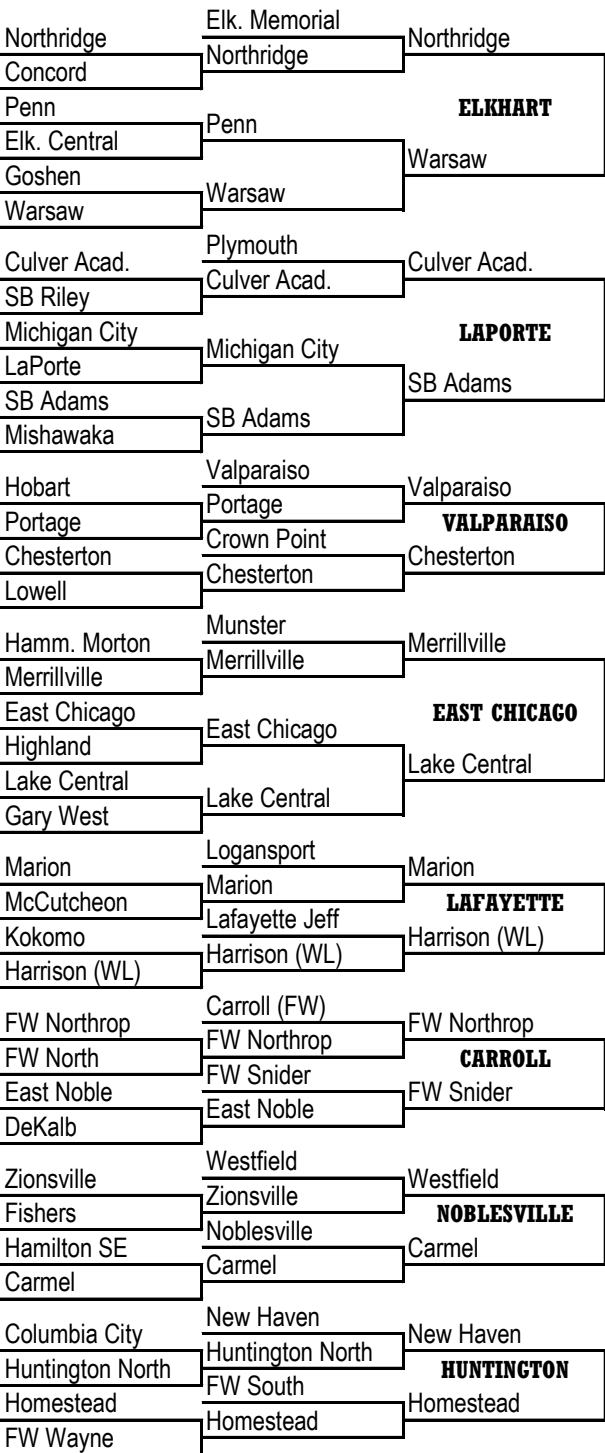 Northridge
Concord
Penn
Elk. Central
Goshen
Warsaw
Elk. Memorial
Northridge
Penn
Warsaw
Northridge
ELKHART
Warsaw
Culver Acad.
SB Riley
Michigan City
LaPorte
SB Adams
Mishawaka
Plymouth
Culver Acad.
Michigan City
SB Adams
Culver Acad.
LAPORTE
SB Adams
Hobart
Portage
Chesterton
Lowell
Valparaiso
Portage
Crown Point
Chesterton
Valparaiso
VALPARAISO
Chesterton
Hamm. Morton
Merrillville
East Chicago
Highland
Lake Central
Gary West
Munster
Merrillville
East Chicago
Lake Central
Merrillville
EAST CHICAGO
Lake Central
Marion
McCutcheon
Kokomo
Harrison (WL)
Logansport
Marion
Lafayette Jeff
Harrison (WL)
Marion
LAFAYETTE
Harrison (WL)
FW Northrop
FW North
East Noble
DeKalb
Carroll (FW)
FW Northrop
FW Snider
East Noble
FW Northrop
CARROLL
FW Snider
Zionsville
Fishers
Hamilton SE
Carmel
Westfield
Zionsville
Noblesville
Carmel
Westfield
NOBLESVILLE
Carmel
Columbia City
Huntington North
Homestead
FW Wayne
New Haven
Huntington North
FW South
Homestead
New Haven
HUNTINGTON
Homestead